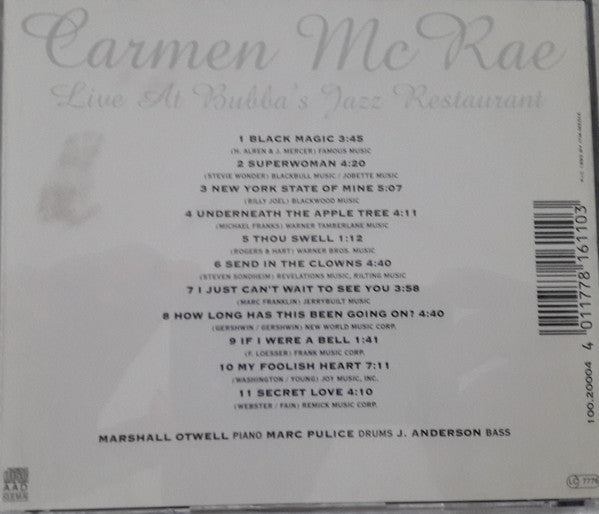 Carmen McRae
Live At Bubba's Jazz Restaurant
1 BLACK MAGIC 3:45
(H. ALREN & J. MERCER) FAMOUS MUSIC
2 SUPERWOMAN 4:20
(STEVIE WONDER) BLACKBULL MUSIC / JOBETTE MUSIC
3 NEW YORK STATE OF MINE 5:07
(BILLY JOEL) BLACKWOOD MUSIC
4 UNDERNEATH THE APPLE TREE 4:11
(MICHAEL FRANKS) WARNER TAMBERLANE MUSIC
5 THOU SWELL 1:12
(ROGERS & HART) WARNER BROS. MUSIC
6 SEND IN THE CLOWNS 4:40
(STEVEN SONDHEIM) REVELATIONS MUSIC, RILTING MUSIC
7 I JUST CAN'T WAIT TO SEE YOU 3:58
(MARC FRANKLIN) JERRYBUILT MUSIC
8 HOW LONG HAS THIS BEEN GOING ON? 4:40
(GERSHWIN / GERSHWIN) NEW WORLD MUSIC CORP.
9 IF I WERE A BELL 1:41
(F. LOESSER) FRANK MUSIC CORP.
10 MY FOOLISH HEART 7:11
(WASHINGTON / YOUNG) JOY MUSIC, INC.
11 SECRET LOVE 4:10
(WEBSTER / FAIN) REMICK MUSIC CORP.
MARSHALL OTWELL PIANO MARC PULICE DRUMS J. ANDERSON BASS
4 011778 161103
100.20004
AAD
GEMA
LC 7776